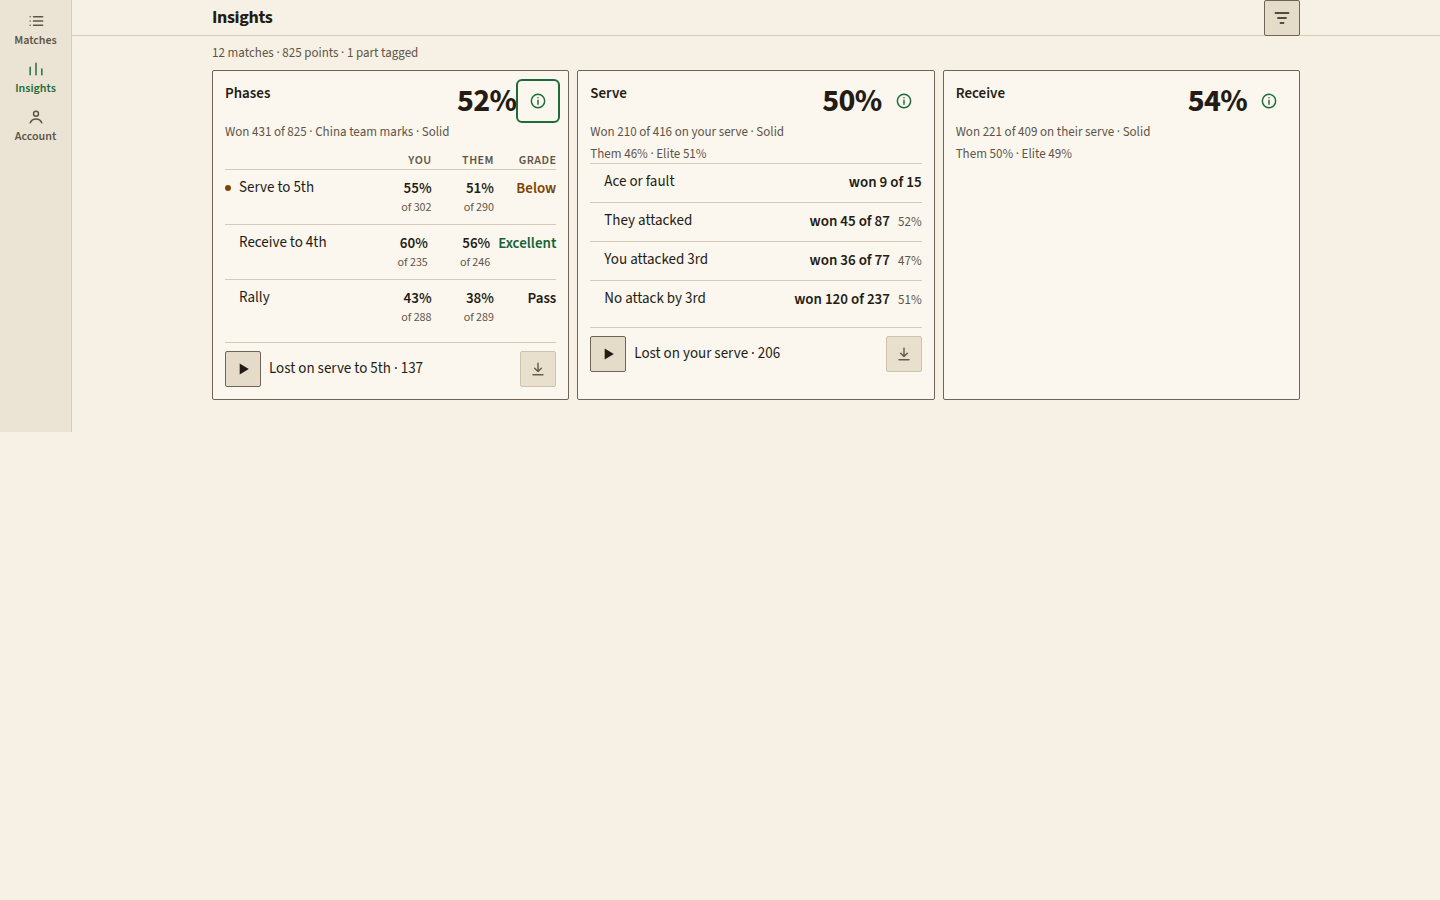 Matches
Insights
Account
Insights
12 matches · 825 points · 1 part tagged
Phases
52%
Won 431 of 825 · China team marks · Solid
YOU THEM GRADE
Serve to 5th 55% 51% Below
of 302 of 290
Receive to 4th 60% 56% Excellent
of 235 of 246
Rally 43% 38% Pass
of 288 of 289
Lost on serve to 5th · 137
Serve
50%
Won 210 of 416 on your serve · Solid
Them 46% · Elite 51%
Ace or fault won 9 of 15
They attacked won 45 of 87 52%
You attacked 3rd won 36 of 77 47%
No attack by 3rd won 120 of 237 51%
Lost on your serve · 206
Receive
54%
Won 221 of 409 on their serve · Solid
Them 50% · Elite 49%